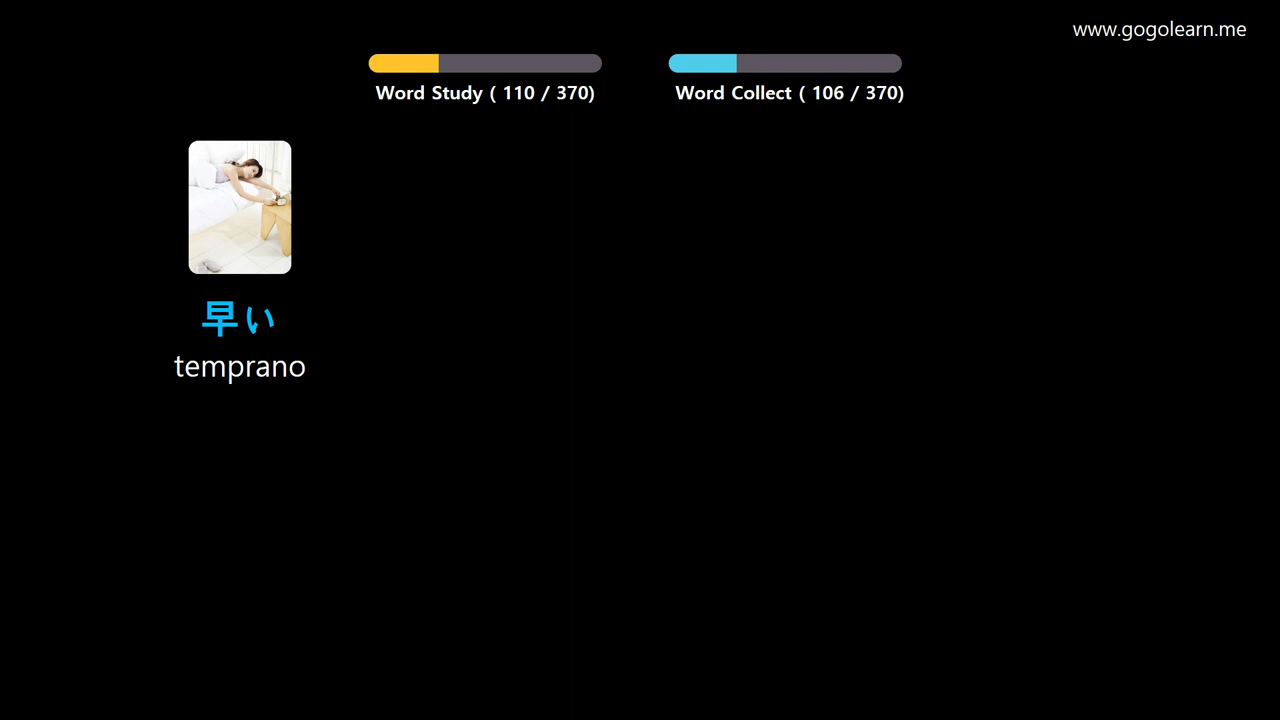 www.gogolearn.me
Word Study ( 110 / 370)
Word Collect ( 106 / 370)
早い
temprano